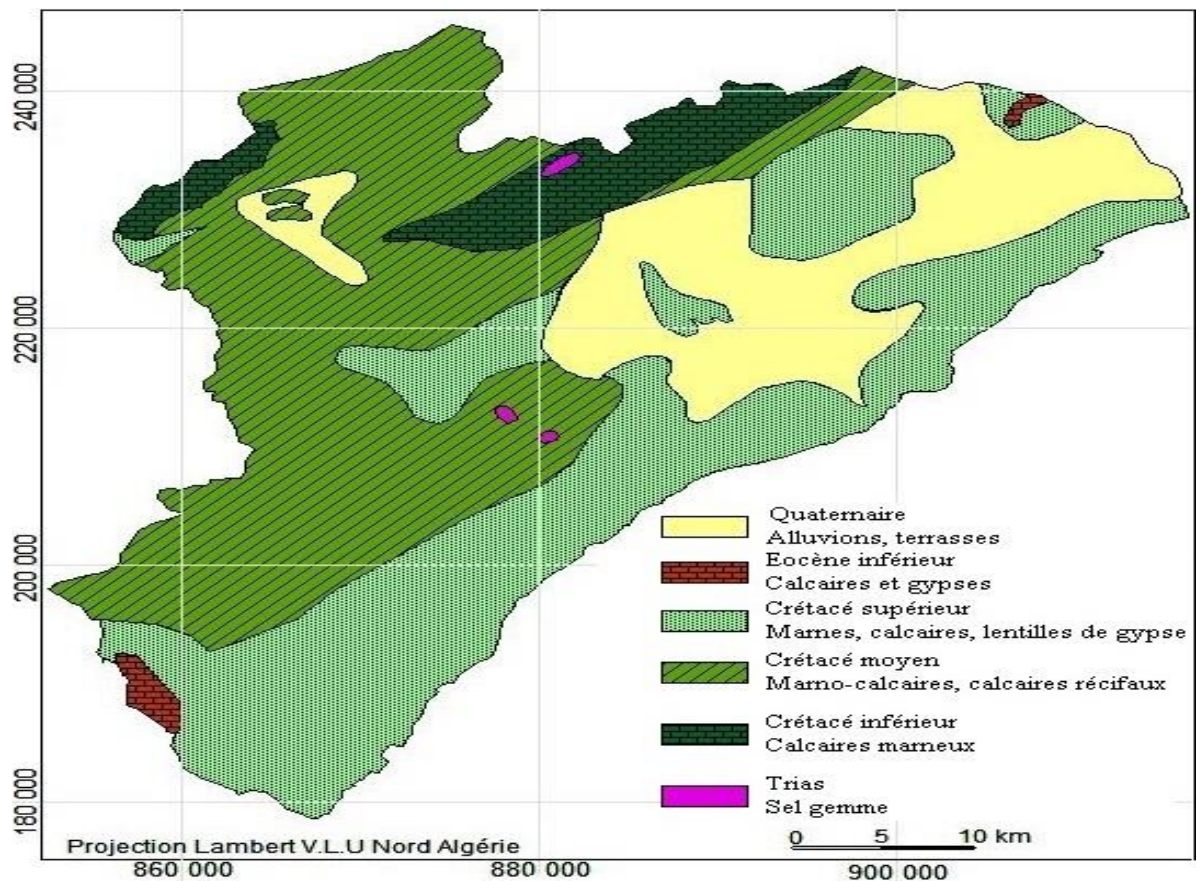 240 000
220 000
200 000
180 000
Quaternaire
Alluvions, terrasses
Eocène inférieur
Calcaires et gypses
Crétacé supérieur
Marnes, calcaires, lentilles de gypse
Crétacé moyen
Marno-calcaires, calcaires récifaux
Crétacé inférieur
Calcaires marneux
Trias
Sel gemme
0 5 10 km
Projection Lambert V.L.U Nord Algérie
860 000 880 000 900 000